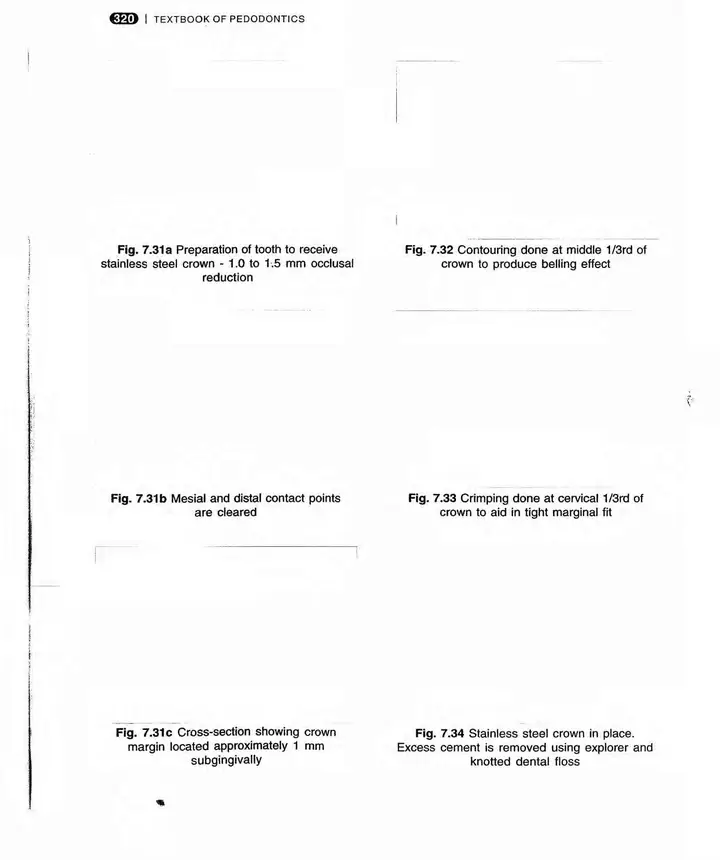 320 | TEXTBOOK OF PEDODONTICS
Fig. 7.31a Preparation of tooth to receive
stainless steel crown - 1.0 to 1.5 mm occlusal
reduction
Fig. 7.31b Mesial and distal contact points
are cleared
Fig. 7.31c Cross-section showing crown
margin located approximately 1 mm
subgingivally
Fig. 7.32 Contouring done at middle 1/3rd of
crown to produce belling effect
Fig. 7.33 Crimping done at cervical 1/3rd of
crown to aid in tight marginal fit
Fig. 7.34 Stainless steel crown in place.
Excess cement is removed using explorer and
knotted dental floss